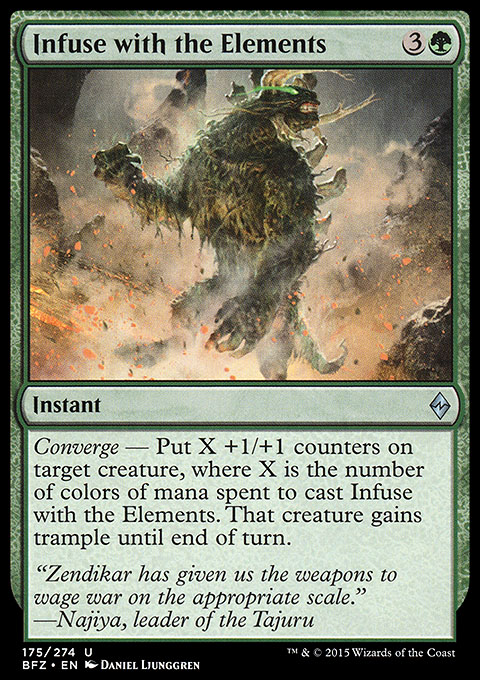 Infuse with the Elements 3
Instant
Converge — Put X +1/+1 counters on
target creature, where X is the number
of colors of mana spent to cast Infuse
with the Elements. That creature gains
trample until end of turn.
“Zendikar has given us the weapons to
wage war on the appropriate scale.”
—Najiya, leader of the Tajuru
175/274 U
BFZ • EN Daniel Ljunggren
™ & © 2015 Wizards of the Coast